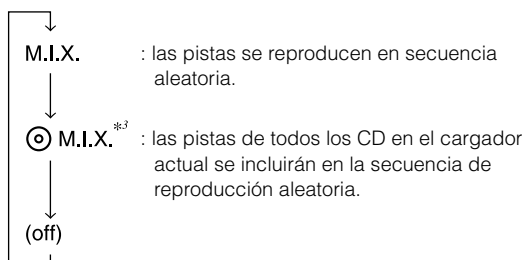 M.I.X. : las pistas se reproducen en secuencia
aleatoria.
M.I.X.*3 : las pistas de todos los CD en el cargador
actual se incluirán en la secuencia de
reproducción aleatoria.
(off)